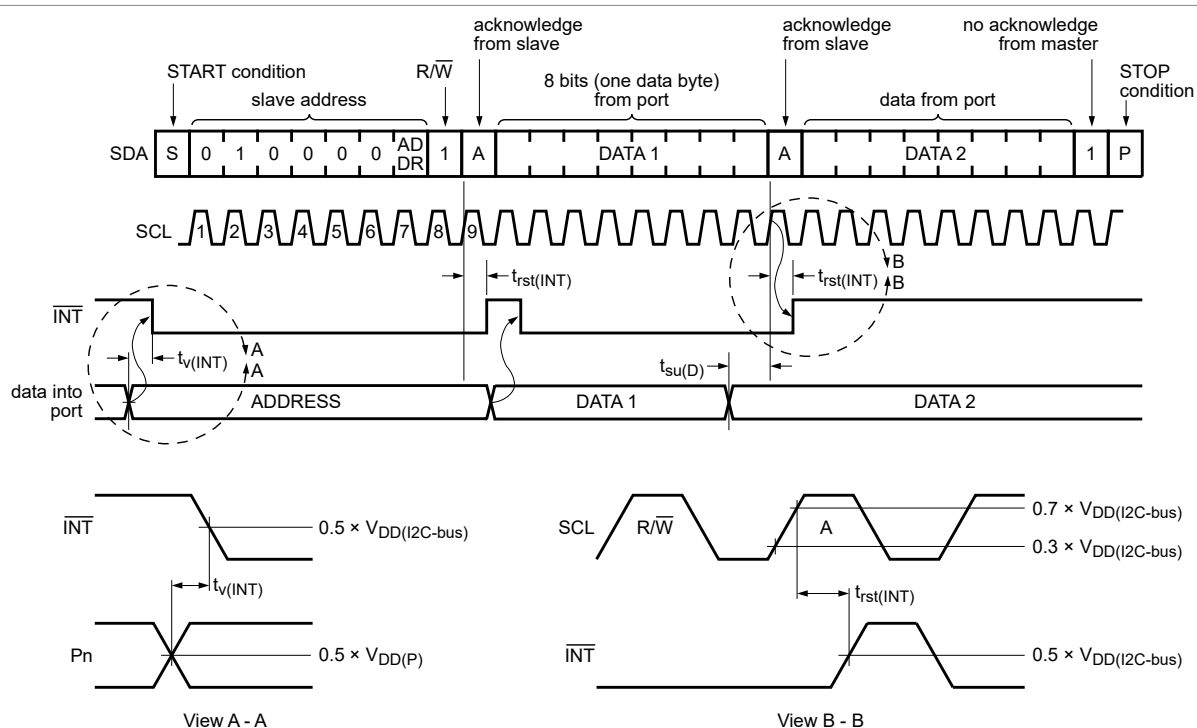 acknowledge
from slave
acknowledge
from slave
no acknowledge
from master
START condition
R/W̅
8 bits (one data byte)
from port
STOP
condition
slave address
data from port
SDA S 0 1 0 0 0 0 AD DR 1 A DATA 1 A DATA 2 1 P
SCL 1 2 3 4 5 6 7 8 9
B
B
t_rst(INT)
t_rst(INT)
I̅N̅T̅
A
A
t_v(INT)
t_su(D)
data into
port
ADDRESS
DATA 1
DATA 2
I̅N̅T̅
0.5 × V_DD(I2C-bus)
t_v(INT)
Pn
0.5 × V_DD(P)
View A - A
SCL
R/W̅
A
0.7 × V_DD(I2C-bus)
0.3 × V_DD(I2C-bus)
t_rst(INT)
I̅N̅T̅
0.5 × V_DD(I2C-bus)
View B - B